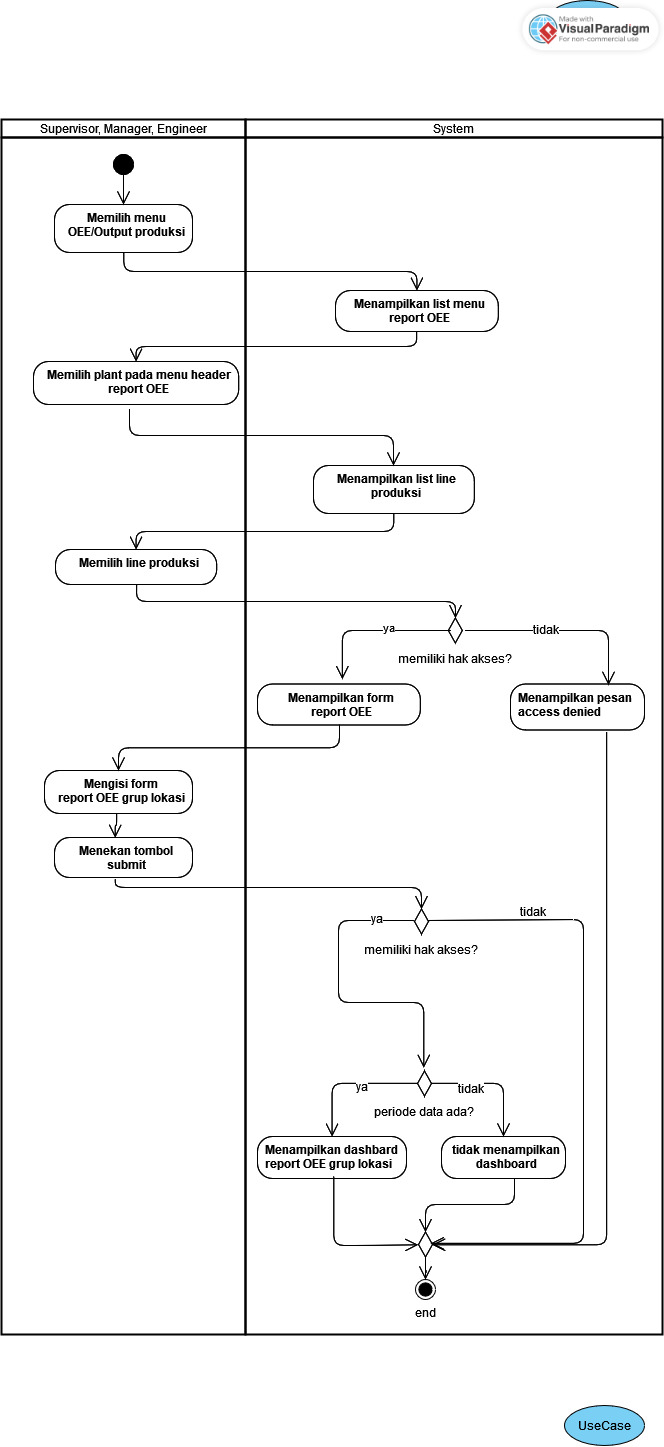 Made with
VisualParadigm
For non-commercial use
Supervisor, Manager, Engineer
System
Memilih menu
OEE/Output produksi
Menampilkan list menu
report OEE
Memilih plant pada menu header
report OEE
Menampilkan list line
produksi
Memilih line produksi
ya
tidak
memiliki hak akses?
Menampilkan form
report OEE
Menampilkan pesan
access denied
Mengisi form
report OEE grup lokasi
Menekan tombol
submit
ya
tidak
memiliki hak akses?
ya
tidak
periode data ada?
Menampilkan dashbard
report OEE grup lokasi
tidak menampilkan
dashboard
end
UseCase